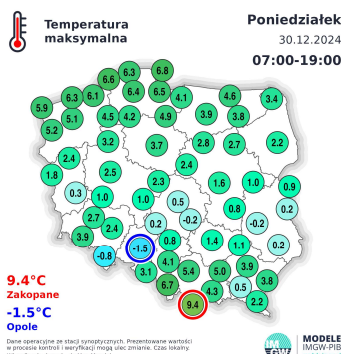 Temperatura
maksymalna
Poniedziałek
30.12.2024
07:00-19:00
6.6 6.3 6.8
5.9 6.3 6.1 6.4 6.5 4.1 4.6 3.4
5.2 5.1 4.5 4.2 4.9 3.9 3.8
3.2 3.7 2.8 2.7 2.2
2.4 2.4
1.8 2.5 2.3 1.6 1.0 0.9
0.3 1.0 1.0 0.5 0.8 0.2
2.7 0.2 -0.2 0.2
3.9 2.4 -1.5 0.8 1.4 1.1 0.2
-0.8 3.1 4.1 5.4 5.0 3.9 3.8
6.7 4.3 0.5
9.4 2.2
9.4°C
Zakopane
-1.5°C
Opole
Dane operacyjne ze stacji synoptycznych. Prezentowane wartości
w procesie kontroli i weryfikacji mogą ulec zmianie. Czas lokalny.
IM
GW
MODELE
IMGW-PIB